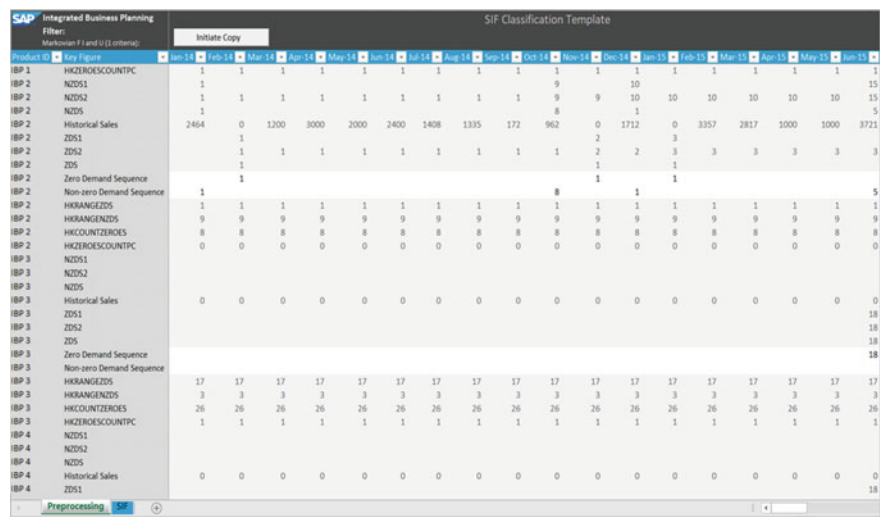 SAP Integrated Business Planning SIF Classification Template
Filter: Initiate Copy
Markovian F I and U (1 criteria):
Product ID Key Figure Jan-14 Feb-14 Mar-14 Apr-14 May-14 Jun-14 Jul-14 Aug-14 Sep-14 Oct-14 Nov-14 Dec-14 Jan-15 Feb-15 Mar-15 Apr-15 May-15 Jun-15
IBP 1 HKZEROESCOUNTPC 1 1 1 1 1 1 1 1 1 1 1 1 1 1 1 1 1 1
IBP 2 NZDS1 1 9 10 15
IBP 2 NZDS2 1 1 1 1 1 1 1 1 1 9 9 10 10 10 10 10 10 15
IBP 2 NZDS 1 8 1 5
IBP 2 Historical Sales 2464 0 1200 3000 2000 2400 1408 1335 172 962 0 1712 0 3357 2817 1000 1000 3721
IBP 2 ZDS1 1 2 3
IBP 2 ZDS2 1 1 1 1 1 1 1 1 1 2 2 3 3 3 3 3 3
IBP 2 ZDS 1 1 1
IBP 2 Zero Demand Sequence 1 1 1
IBP 2 Non-zero Demand Sequence 1 8 1 5
IBP 2 HKRANGEZDS 1 1 1 1 1 1 1 1 1 1 1 1 1 1 1 1 1 1
IBP 2 HKRANGENZDS 9 9 9 9 9 9 9 9 9 9 9 9 9 9 9 9 9 9
IBP 2 HKCOUNTZEROES 8 8 8 8 8 8 8 8 8 8 8 8 8 8 8 8 8 8
IBP 2 HKZEROESCOUNTPC 0 0 0 0 0 0 0 0 0 0 0 0 0 0 0 0 0 0
IBP 3 NZDS1
IBP 3 NZDS2
IBP 3 NZDS
IBP 3 Historical Sales 0 0 0 0 0 0 0 0 0 0 0 0 0 0 0 0 0 0
IBP 3 ZDS1 18
IBP 3 ZDS2 18
IBP 3 ZDS 18
IBP 3 Zero Demand Sequence 18
IBP 3 Non-zero Demand Sequence
IBP 3 HKRANGEZDS 17 17 17 17 17 17 17 17 17 17 17 17 17 17 17 17 17 17
IBP 3 HKRANGENZDS 3 3 3 3 3 3 3 3 3 3 3 3 3 3 3 3 3 3
IBP 3 HKCOUNTZEROES 26 26 26 26 26 26 26 26 26 26 26 26 26 26 26 26 26 26
IBP 3 HKZEROESCOUNTPC 1 1 1 1 1 1 1 1 1 1 1 1 1 1 1 1 1 1
IBP 4 NZDS1
IBP 4 NZDS2
IBP 4 NZDS
IBP 4 Historical Sales 0 0 0 0 0 0 0 0 0 0 0 0 0 0 0 0 0 0
IBP 4 ZDS1 18
Preprocessing SIF